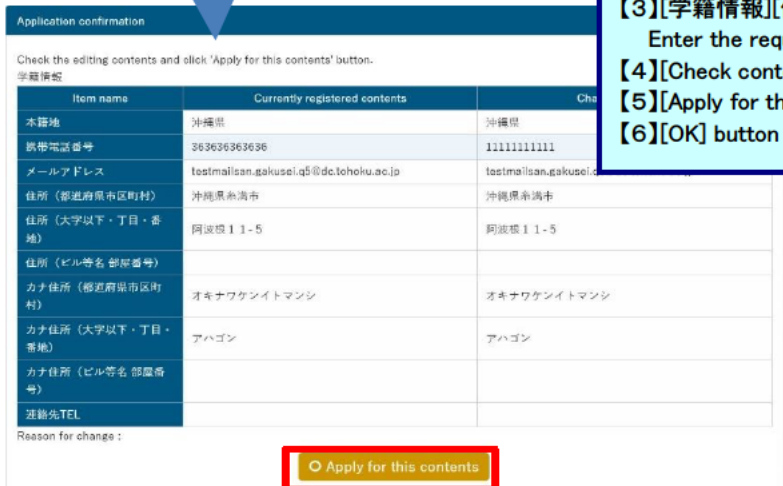 Application confirmation
Check the editing contents and click 'Apply for this contents' button.
学籍情報
Item name Currently registered contents Cha
本籍地 沖縄県 沖縄県
携帯電話番号 363636363636 11111111111
メールアドレス testmailsan.gakusei.q5@dc.tohoku.ac.jp testmailsan.gakusei.
住所（都道府県市区町村） 沖縄県糸満市 沖縄県糸満市
住所（大字以下・丁目・番
地） 阿波根１１-５ 阿波根１１-５
住所（ビル等名 部屋番号）
カナ住所（都道府県市区町
村） オキナワケンイトマンシ オキナワケンイトマンシ
カナ住所（大字以下・丁目・
番地） アハゴン アハゴン
カナ住所（ビル等名 部屋番
号）
連絡先TEL
Reason for change :
Apply for this contents
【3】[学籍情報][
Enter the requ
【4】[Check cont
【5】[Apply for th
【6】[OK] button